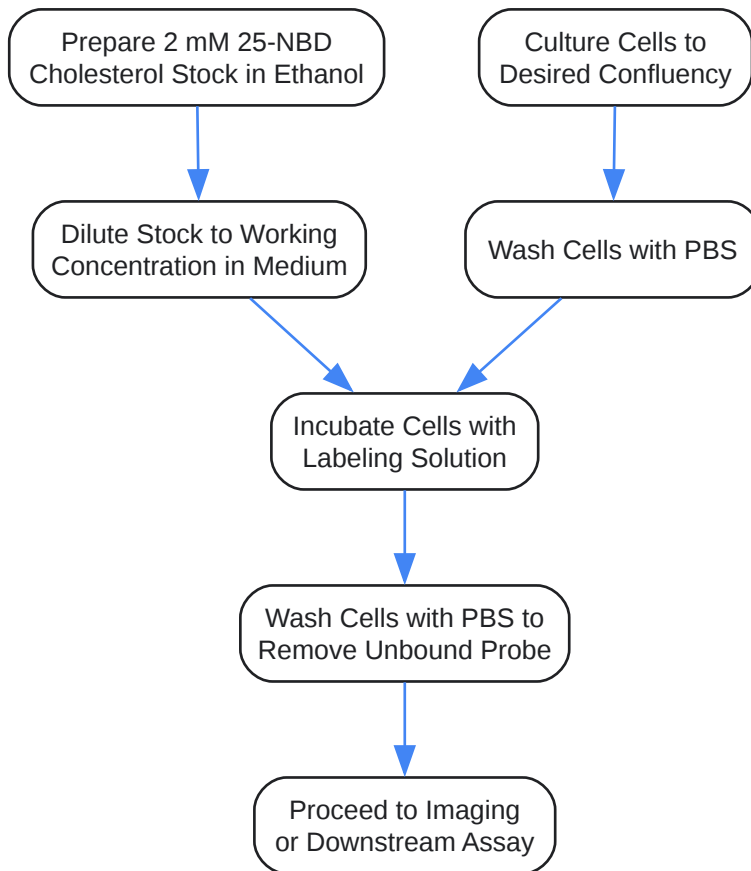 Prepare 2 mM 25-NBD
Cholesterol Stock in Ethanol
Culture Cells to
Desired Confluency
Dilute Stock to Working
Concentration in Medium
Wash Cells with PBS
Incubate Cells with
Labeling Solution
Wash Cells with PBS to
Remove Unbound Probe
Proceed to Imaging
or Downstream Assay